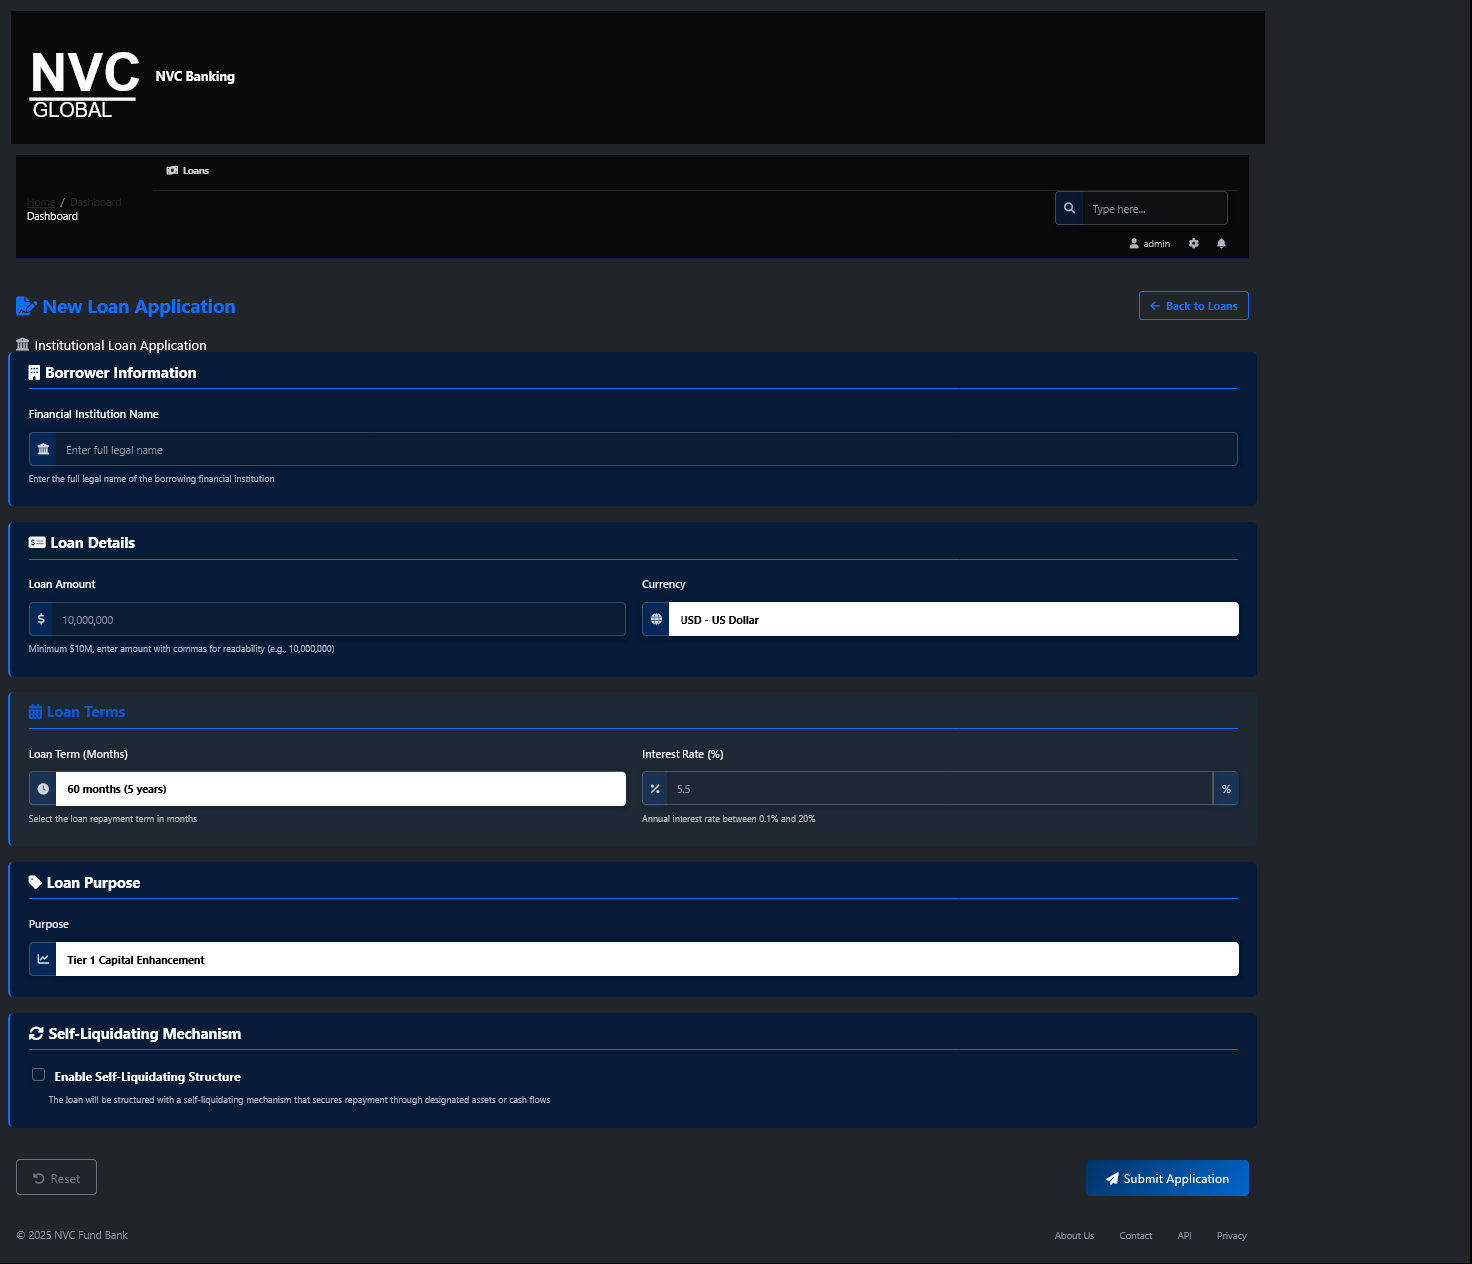 NVC
GLOBAL
NVC Banking
Loans
Home / Dashboard
Dashboard
Type here...
admin
New Loan Application
Back to Loans
Institutional Loan Application
Borrower Information
Financial Institution Name
Enter full legal name
Enter the full legal name of the borrowing financial institution
Loan Details
Loan Amount
Currency
$ 10,000,000
USD - US Dollar
Minimum $10M, enter amount with commas for readability (e.g., 10,000,000)
Loan Terms
Loan Term (Months)
Interest Rate (%)
60 months (5 years)
% 5.5 %
Select the loan repayment term in months
Annual interest rate between 0.1% and 20%
Loan Purpose
Purpose
Tier 1 Capital Enhancement
Self-Liquidating Mechanism
Enable Self-Liquidating Structure
The loan will be structured with a self-liquidating mechanism that secures repayment through designated assets or cash flows
Reset
Submit Application
© 2025 NVC Fund Bank
About Us
Contact
API
Privacy